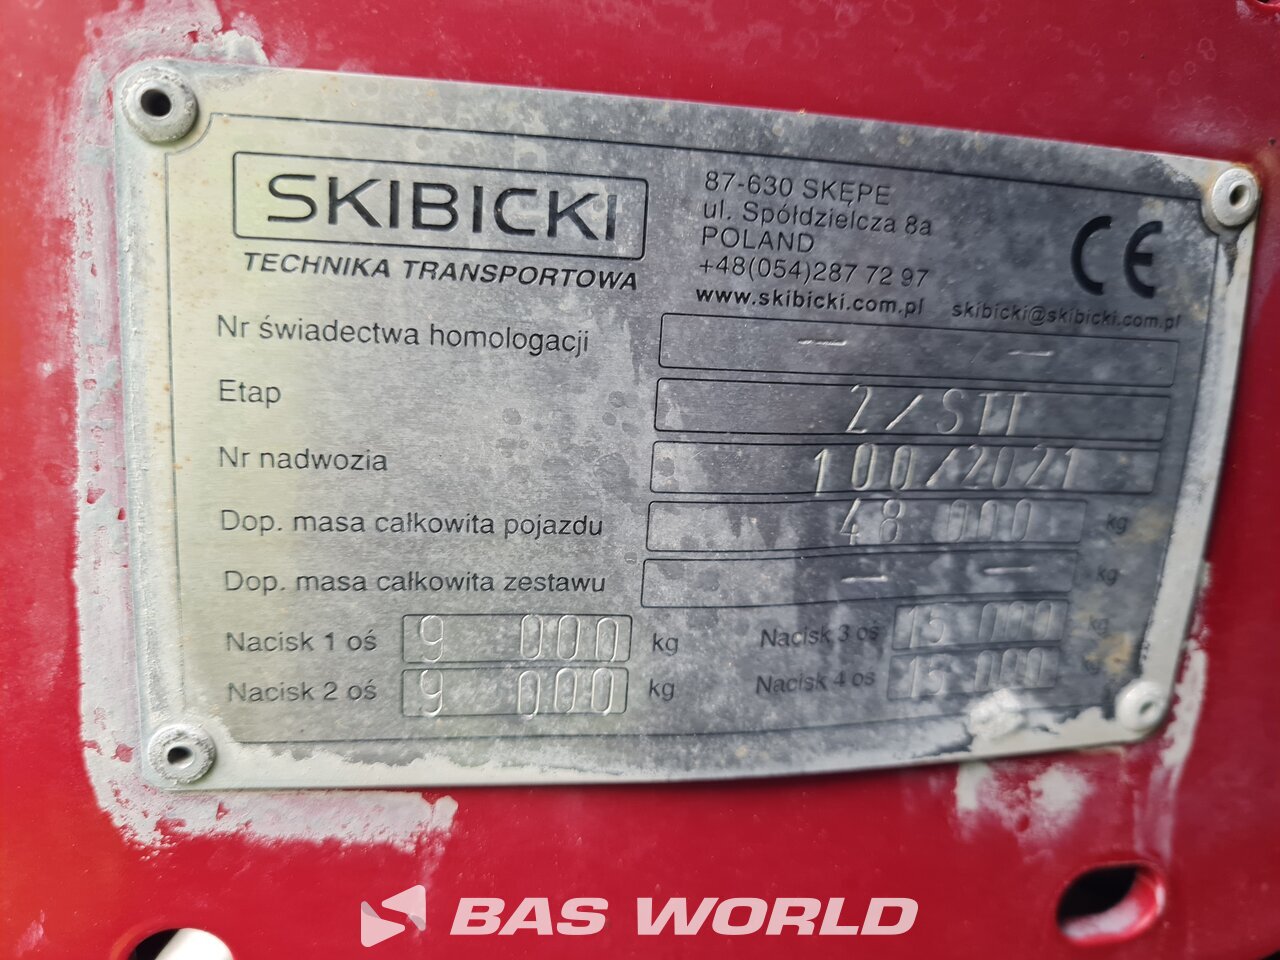 SKIBICKI
TECHNIKA TRANSPORTOWA
87-630 SKĘPE
ul. Spółdzielcza 8a
POLAND
+48(054)287 72 97
www.skibicki.com.pl skibicki@skibicki.com.pl
CE
Nr świadectwa homologacji — —
Etap 2/STT
Nr nadwozia 100/2021
Dop. masa całkowita pojazdu 48 000 kg
Dop. masa całkowita zestawu — — kg
Nacisk 1 oś 9 000 kg Nacisk 3 oś 15 000 kg
Nacisk 2 oś 9 000 kg Nacisk 4 oś 15 000 kg
BAS WORLD